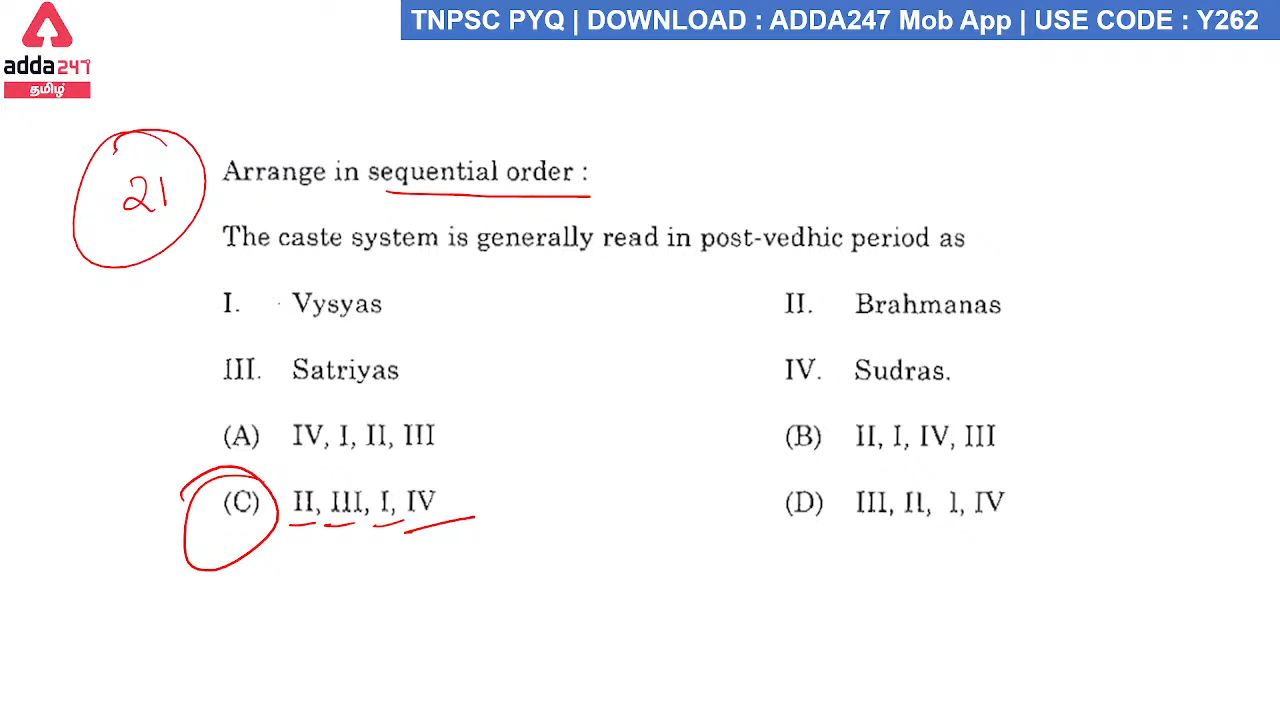 TNPSC PYQ | DOWNLOAD : ADDA247 Mob App | USE CODE : Y262
adda247
தமிழ்
21
Arrange in sequential order :
The caste system is generally read in post-vedhic period as
I. Vysyas II. Brahmanas
III. Satriyas IV. Sudras.
(A) IV, I, II, III (B) II, I, IV, III
(C) II, III, I, IV (D) III, II, I, IV